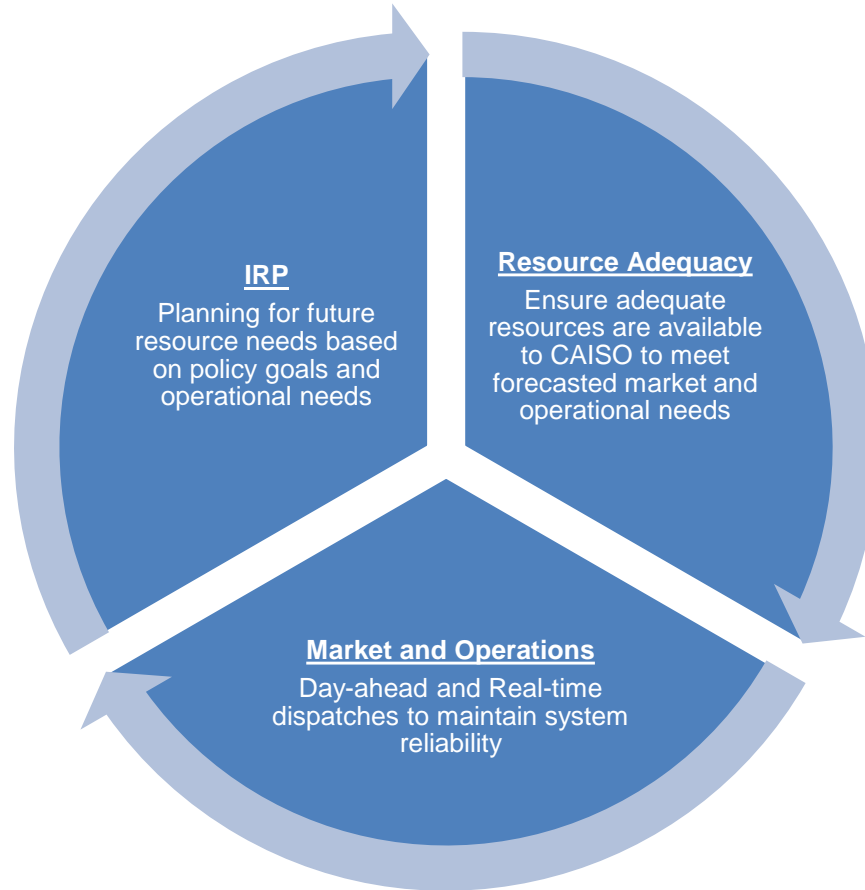 IRP
Planning for future
resource needs based
on policy goals and
operational needs
Resource Adequacy
Ensure adequate
resources are available
to CAISO to meet
forecasted market and
operational needs
Market and Operations
Day-ahead and Real-time
dispatches to maintain system
reliability